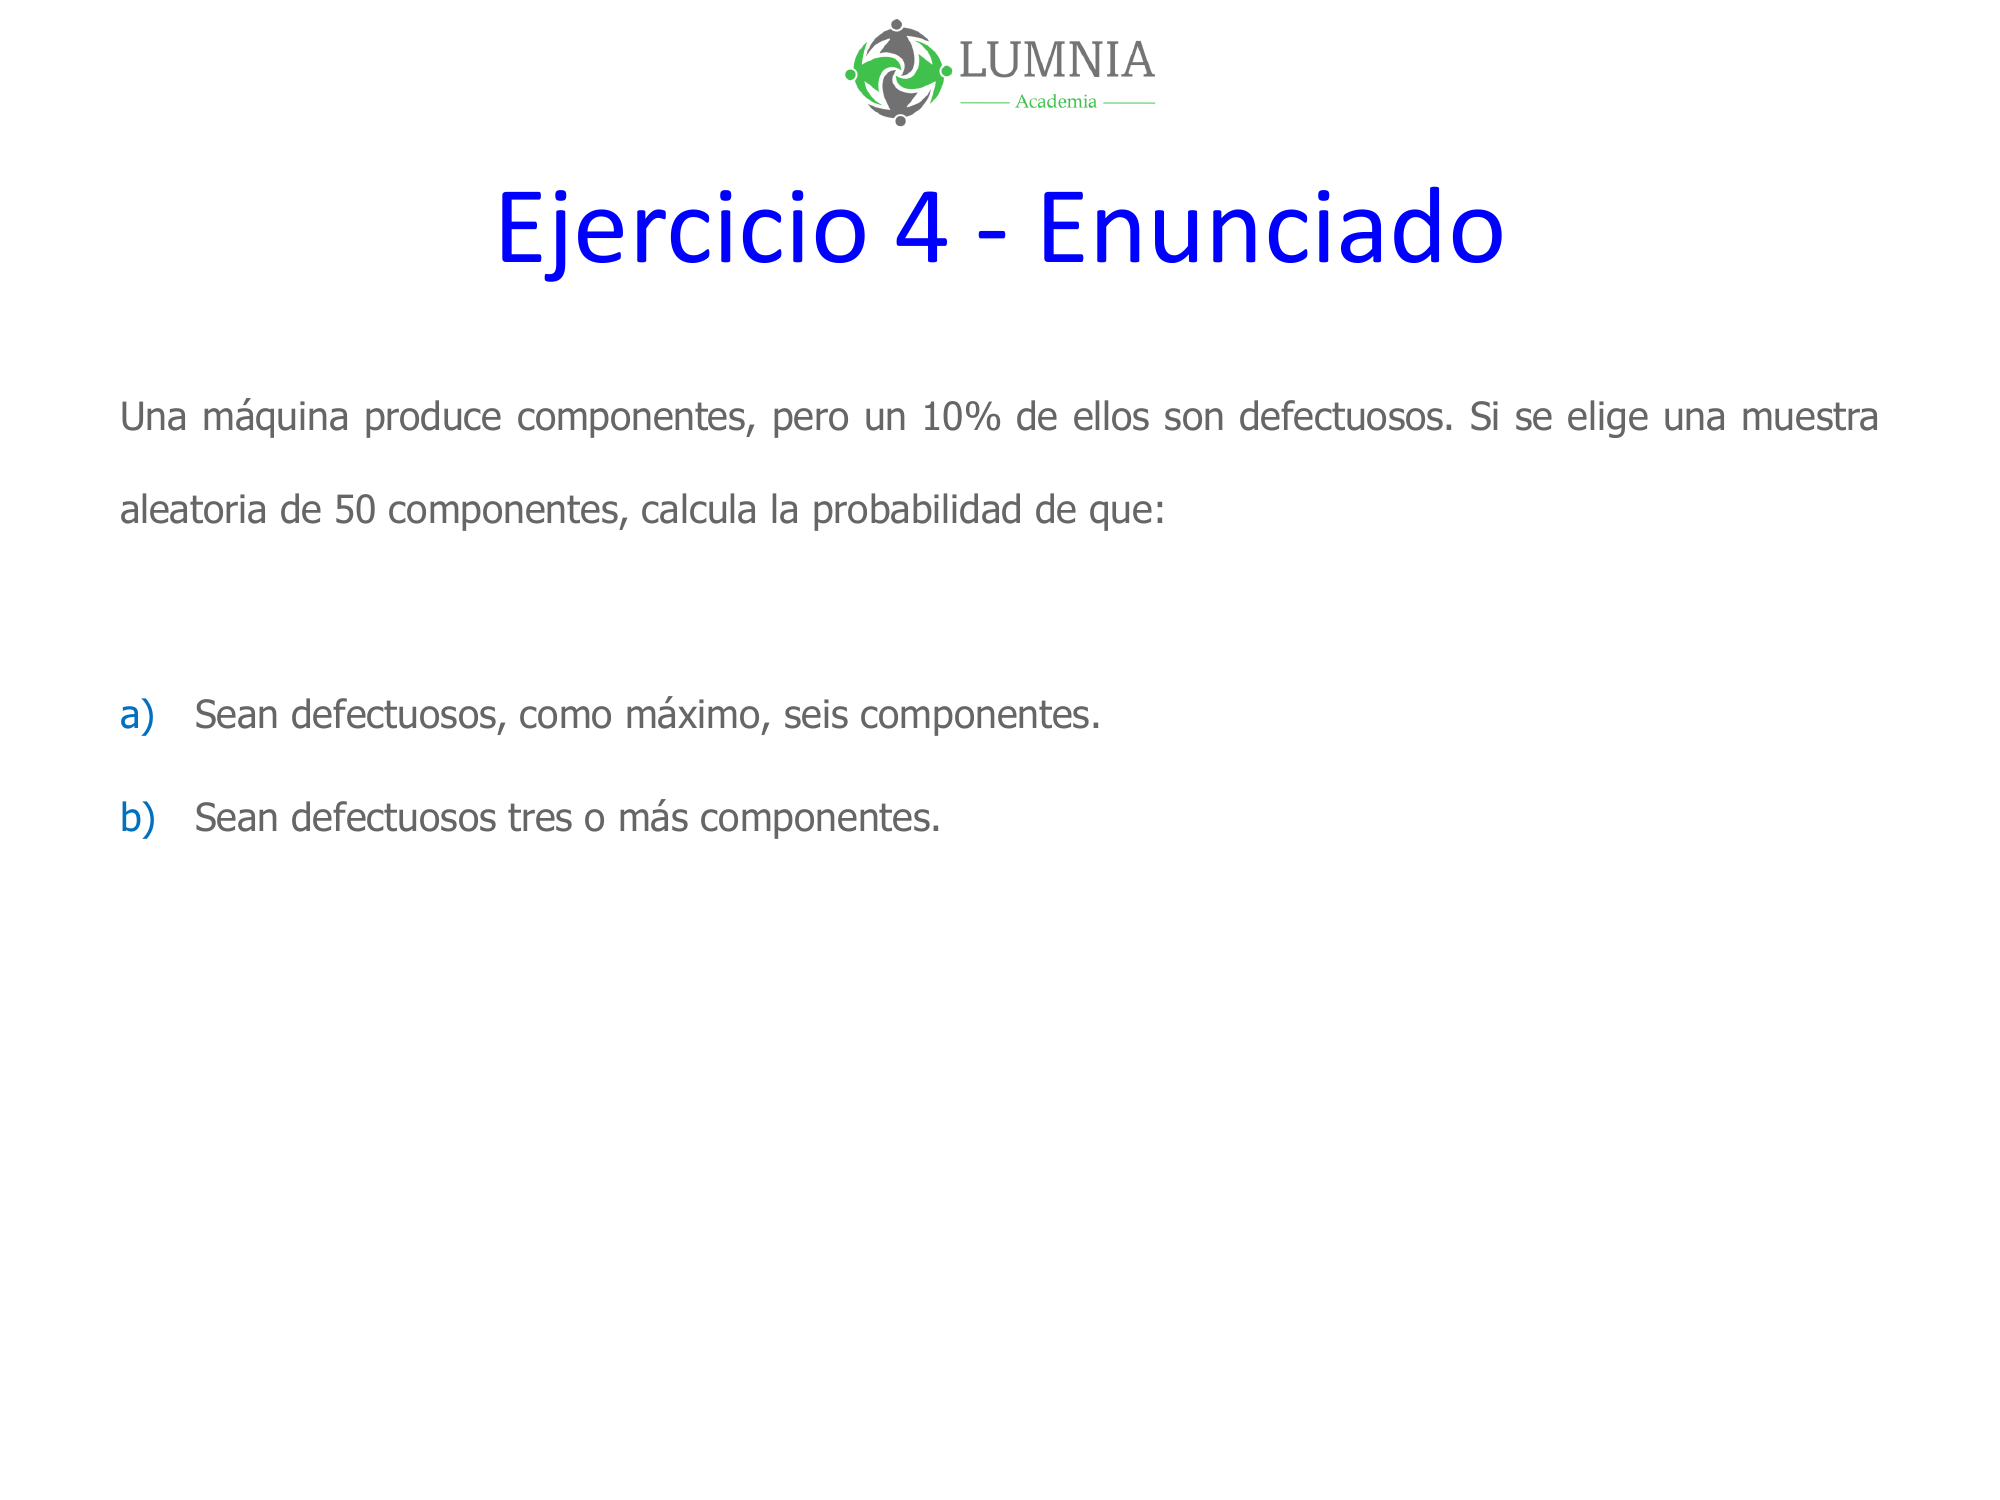 LUMNIA
Academia
Ejercicio 4 - Enunciado
Una máquina produce componentes, pero un 10% de ellos son defectuosos. Si se elige una muestra
aleatoria de 50 componentes, calcula la probabilidad de que:
a) Sean defectuosos, como máximo, seis componentes.
b) Sean defectuosos tres o más componentes.